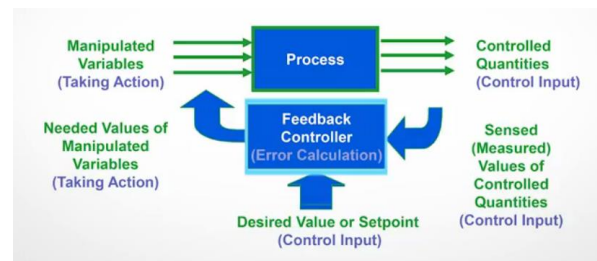 Manipulated
Variables
(Taking Action)
Process
Controlled
Quantities
(Control Input)
Needed Values of
Manipulated
Variables
(Taking Action)
Feedback
Controller
(Error Calculation)
Sensed
(Measured)
Values of
Controlled
Quantities
(Control Input)
Desired Value or Setpoint
(Control Input)